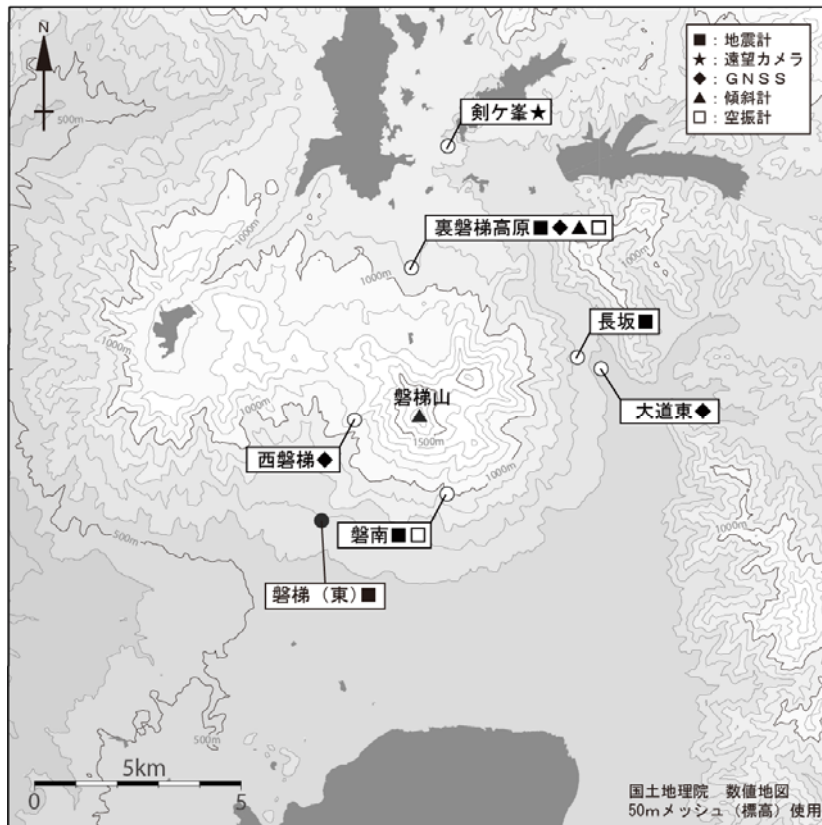 N
■：地震計
★：遠望カメラ
◆：ＧＮＳＳ
▲：傾斜計
□：空振計
500m
剣ケ峯★
1000m
裏磐梯高原■◆▲□
1000m
1000m
1000m
長坂■
1000m
磐梯山
大道東◆
1500m
西磐梯◆
1000m
1000m
500m
磐南■□
磐梯（東）■
500m
5km
0
5
国土地理院　数値地図
50mメッシュ（標高）使用